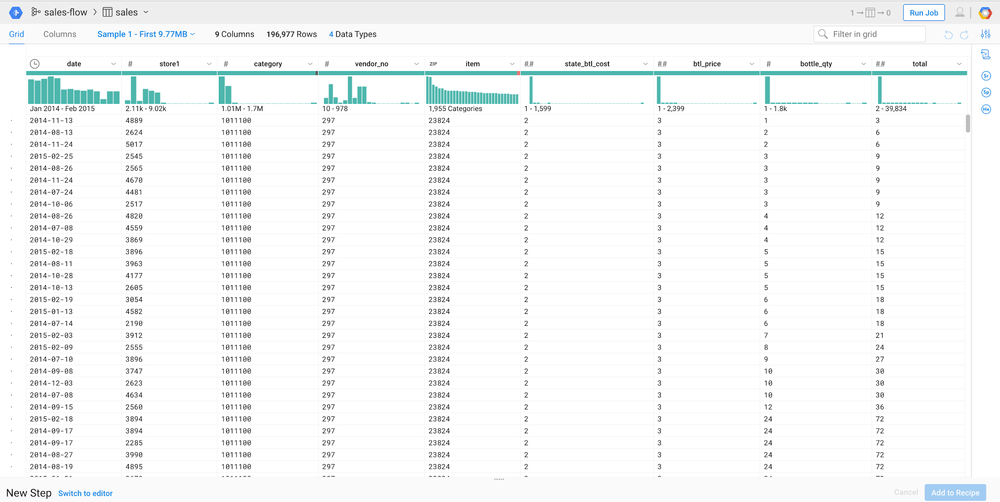 sales-flow > sales 1 → → 0 Run Job
Grid Columns Sample 1 - First 9.77MB 9 Columns 196,977 Rows 4 Data Types Filter in grid
date # store1 # category # vendor_no ZIP item #.# state_btl_cost #.# btl_price # bottle_qty #.# total
Sr
Sp
He
Jan 2014 - Feb 2015 2.11k - 9.02k 1.01M - 1.7M 10 - 978 1,955 Categories 1 - 1,599 1 - 2,399 1 - 1.8k 2 - 39,834
2014-11-13 4889 1011100 297 23824 2 3 1 3
2014-08-13 2624 1011100 297 23824 2 3 2 6
2014-11-24 5017 1011100 297 23824 2 3 2 6
2015-02-25 2545 1011100 297 23824 2 3 3 9
2014-08-26 2565 1011100 297 23824 2 3 3 9
2014-11-24 4670 1011100 297 23824 2 3 3 9
2014-07-24 4481 1011100 297 23824 2 3 3 9
2014-10-06 2517 1011100 297 23824 2 3 3 9
2014-08-26 4820 1011100 297 23824 2 3 4 12
2014-07-08 4559 1011100 297 23824 2 3 4 12
2014-10-29 3869 1011100 297 23824 2 3 4 12
2015-02-18 3896 1011100 297 23824 2 3 5 15
2014-08-11 3963 1011100 297 23824 2 3 5 15
2014-10-28 4177 1011100 297 23824 2 3 5 15
2014-10-13 2605 1011100 297 23824 2 3 5 15
2015-02-19 3054 1011100 297 23824 2 3 6 18
2015-01-13 4582 1011100 297 23824 2 3 6 18
2014-07-14 2190 1011100 297 23824 2 3 6 18
2015-02-03 3912 1011100 297 23824 2 3 7 21
2015-02-09 2555 1011100 297 23824 2 3 8 24
2014-07-10 3896 1011100 297 23824 2 3 9 27
2014-09-08 3747 1011100 297 23824 2 3 10 30
2014-12-03 2623 1011100 297 23824 2 3 10 30
2014-07-08 4634 1011100 297 23824 2 3 10 30
2014-09-15 2560 1011100 297 23824 2 3 12 36
2015-02-18 3894 1011100 297 23824 2 3 24 72
2014-09-17 3894 1011100 297 23824 2 3 24 72
2014-09-17 2285 1011100 297 23824 2 3 24 72
2014-08-27 3990 1011100 297 23824 2 3 24 72
2014-08-19 4895 1011100 297 23824 2 3 24 72
New Step Switch to editor Cancel Add to Recipe